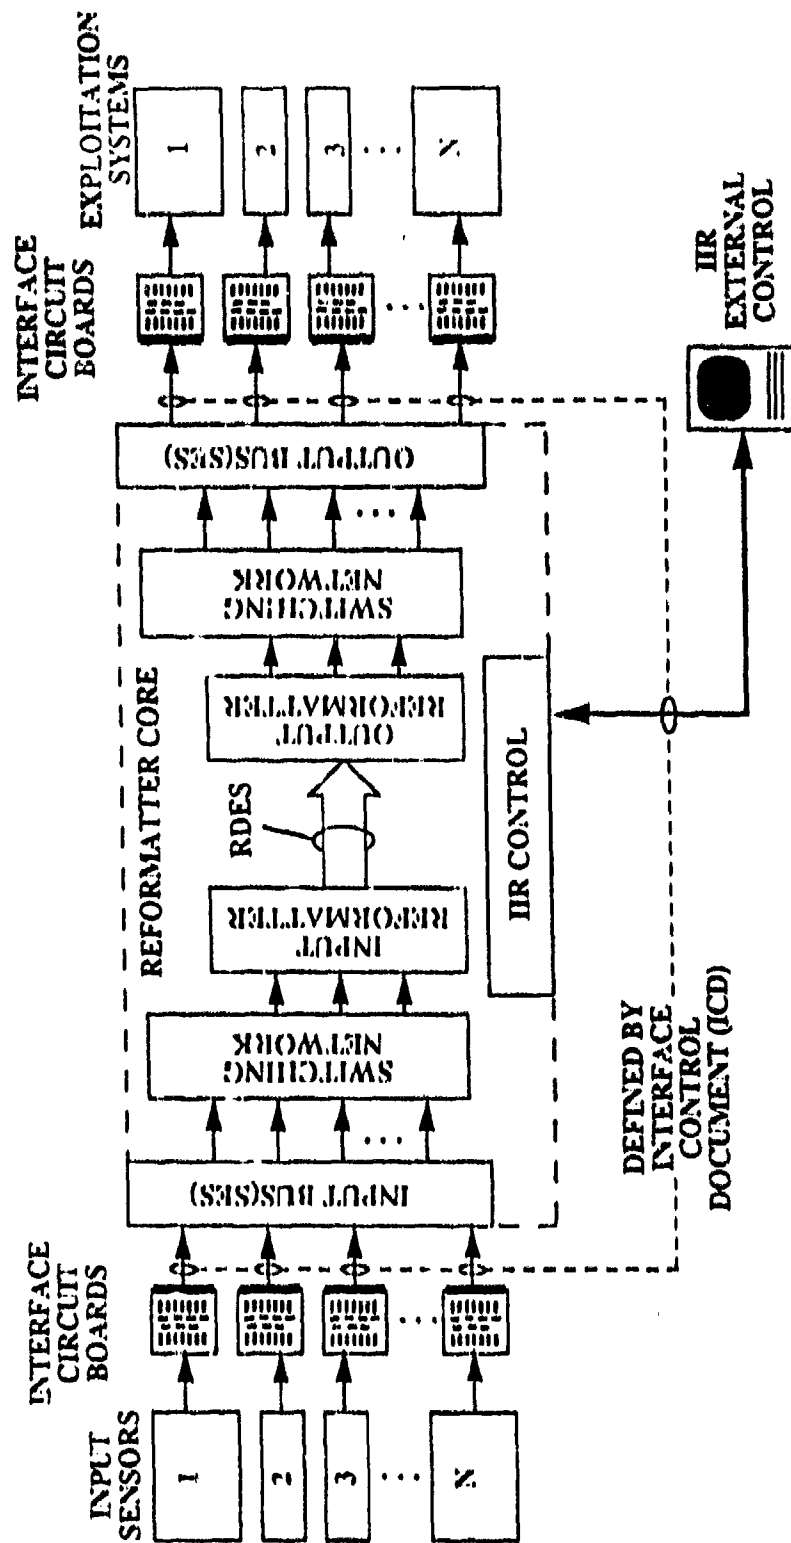 INPUT
SENSORS
1
2
3
...
N
INTERFACE
CIRCUIT
BOARDS
...
INPUT BUS(SES)
...
SWITCHING
NETWORK
INPUT
REFORMATTER
REFORMATTER CORE
RDES
OUTPUT
REFORMATTER
SWITCHING
NETWORK
...
OUTPUT BUS(SES)
INTERFACE
CIRCUIT
BOARDS
...
EXPLOITATION
SYSTEMS
1
2
3
...
N
IIR CONTROL
DEFINED BY
INTERFACE
CONTROL
DOCUMENT (ICD)
IIR
EXTERNAL
CONTROL